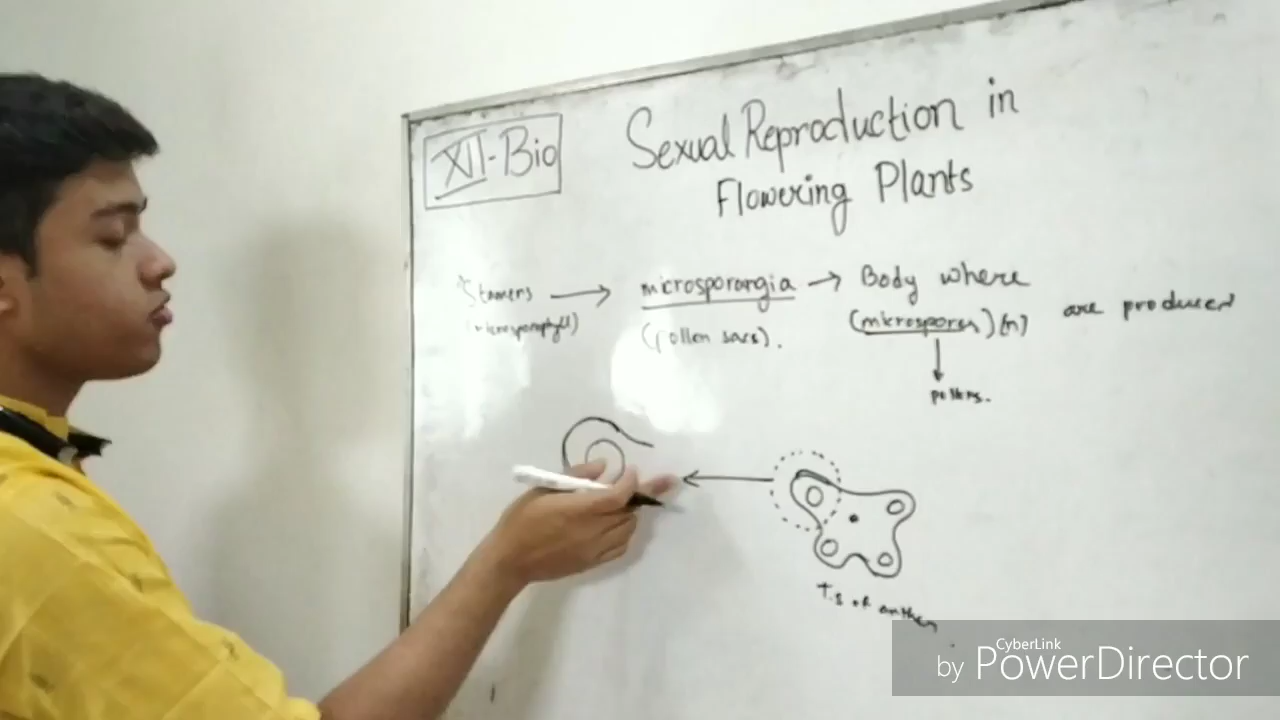 XII-Bio
Sexual Reproduction in
Flowering Plants
Stamens → microsporangia → Body where
(microsporophyll) (pollen sacs). (microspores)(n) are produced
pollens.
T.S of anther
CyberLink
by PowerDirector